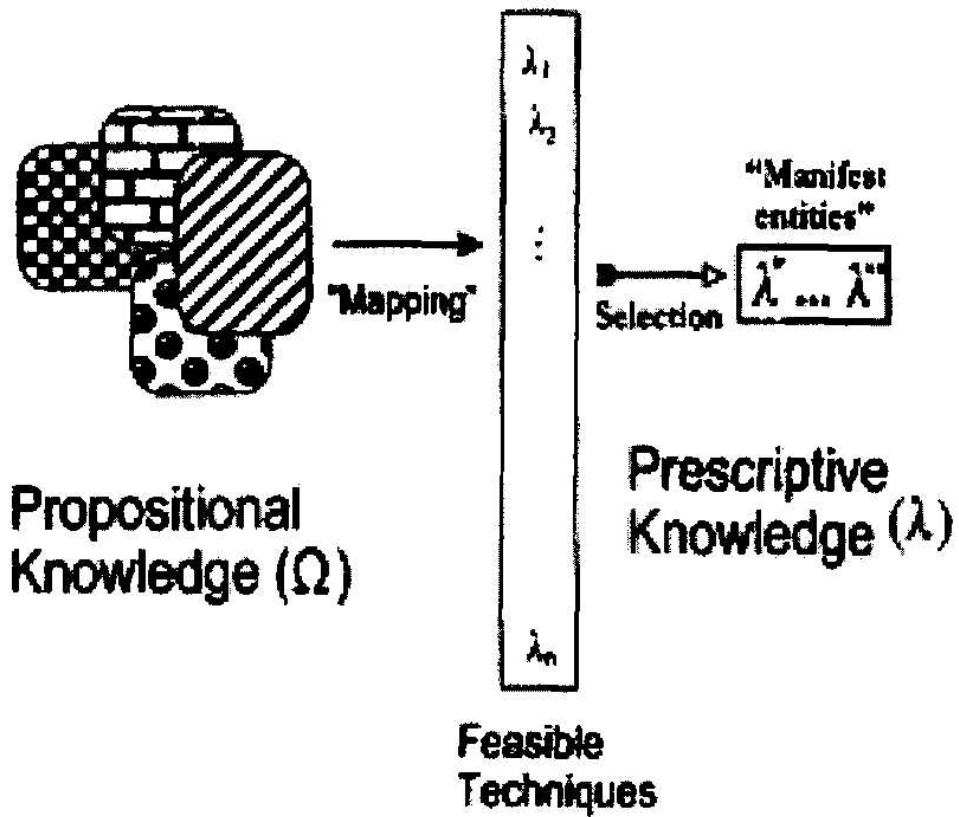 λ₁
λ₂
⋮
"Manifest
entities"
λ' ... λ''
"Mapping"
Selection
Propositional
Knowledge (Ω)
Prescriptive
Knowledge (λ)
λₙ
Feasible
Techniques